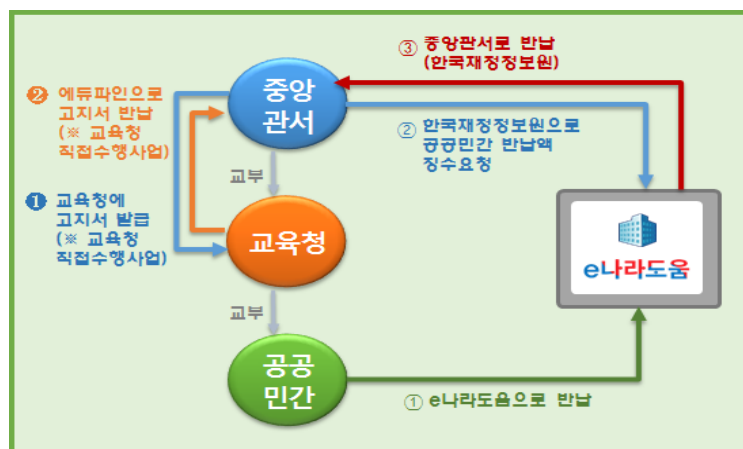 ③ 중앙관서로 반납
(한국재정정보원)
중앙
관서
❷ 에듀파인으로
고지서 반납
(※ 교육청
직접수행사업)
② 한국재정정보원으로
공공민간 반납액
징수요청
교부
❶ 교육청에
고지서 발급
(※ 교육청
직접수행사업)
교육청
e나라도움
교부
공공
민간
① e나라도움으로 반납